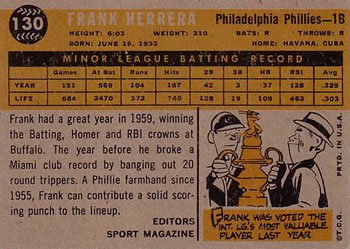 130
FRANK HERRERA
Philadelphia Phillies—1B
HEIGHT: 6:03 WEIGHT: 210 BATS: R THROWS: R
BORN: JUNE 16, 1933 HOME: HAVANA, CUBA
MINOR LEAGUE BATTING RECORD
Games At Bat Runs Hits 2B 3B HR RBI Avg.
YEAR 151 569 104 187 37 2 37 128 .329
LIFE 684 2470 372 740 129 19 109 452 .303
Frank had a great year in 1959, winning
the Batting, Homer and RBI crowns at
Buffalo. The year before he broke a
Miami club record by banging out 20
round trippers. A Phillie farmhand since
1955, Frank can contribute a solid scor-
ing punch to the lineup.
EDITORS
SPORT MAGAZINE
FRANK WAS VOTED THE
INT. LG'S MOST VALUABLE
PLAYER LAST YEAR
©T.C.G. PRTD. IN U.S.A.